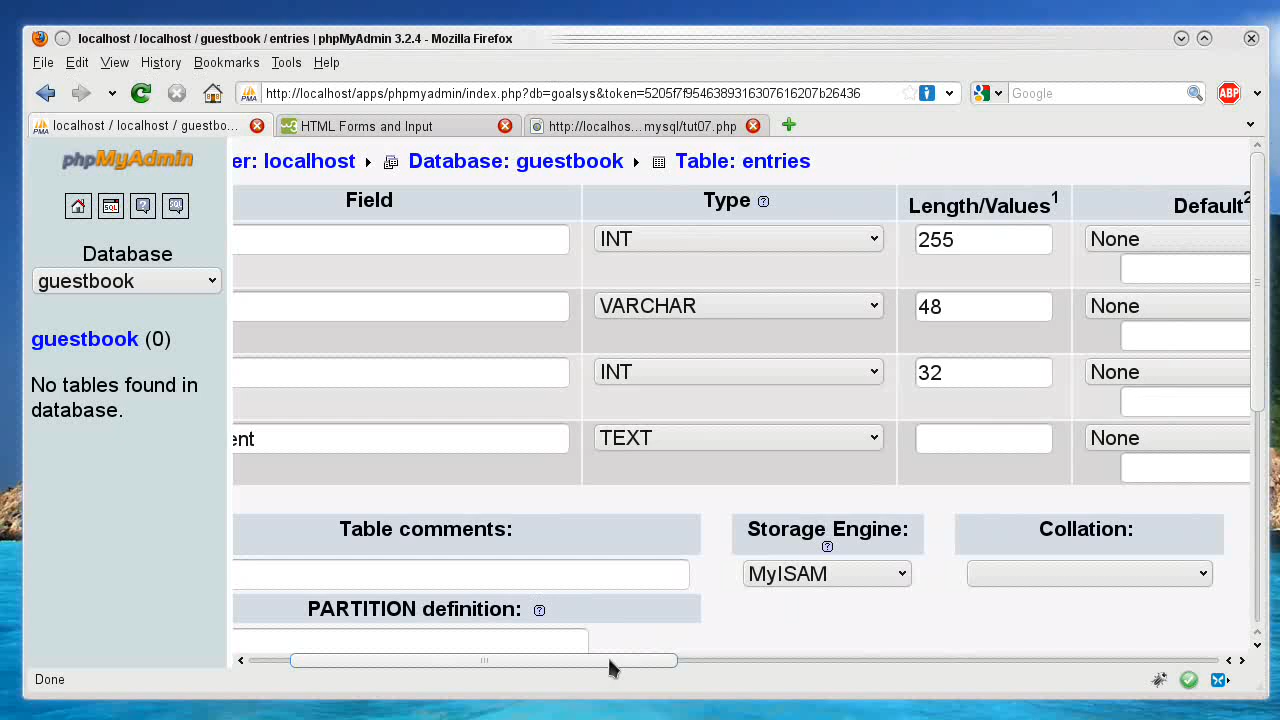 localhost / localhost / guestbook / entries | phpMyAdmin 3.2.4 - Mozilla Firefox
File Edit View History Bookmarks Tools Help
http://localhost/apps/phpmyadmin/index.php?db=goalsys&token=5205f7f9546389316307616207b26436
Google
ABP
localhost / localhost / guestbo...
HTML Forms and Input
http://localhos...mysql/tut07.php
phpMyAdmin
er: localhost
Database: guestbook
Table: entries
Database
guestbook
guestbook (0)
No tables found in
database.
Field Type Length/Values1 Default2
INT 255 None
VARCHAR 48 None
INT 32 None
ent TEXT None
Table comments: Storage Engine: Collation:
MyISAM
PARTITION definition:
Done